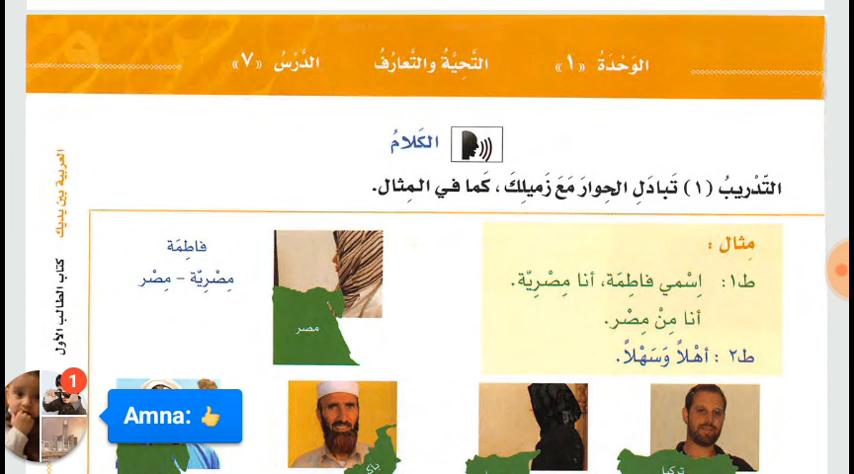 الوَحْدَةُ «١» التَّحِيَّةُ والتَّعارُفُ الدَّرْسُ «٧»
الكَلامُ
التَّدْريبُ (١) تَبادَلِ الحِوارَ مَعَ زَميلِكَ، كَما في المِثال.
مِثال :
ط١: اِسْمي فاطِمَة، أنا مِصْرِيّة.
أنا مِنْ مِصْر.
ط٢: أهْلاً وَسَهْلاً.
مصر
فاطِمَة
مِصْرِيّة – مِصْر
تركيا
العربية بين يديك كتاب الطالب الأول
1
Amna: 👍